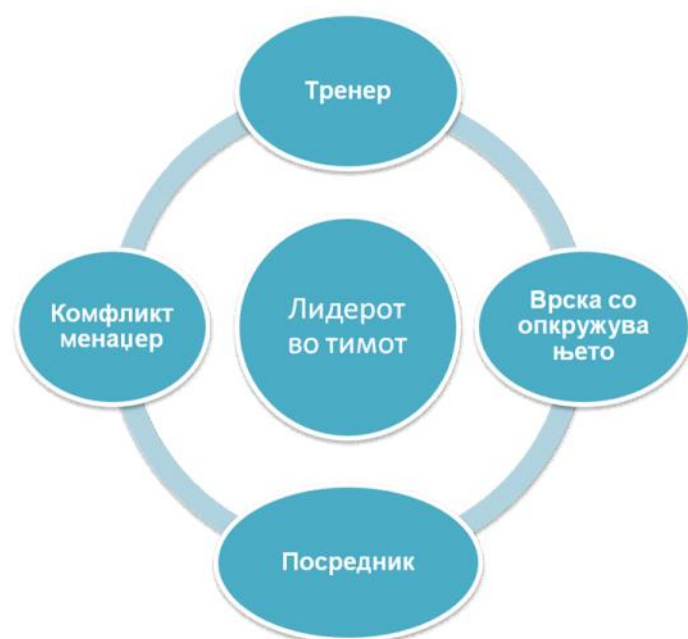 Тренер
Комфликт
менаџер
Лидерот
во тимот
Врска со
опкружува
њето
Посредник